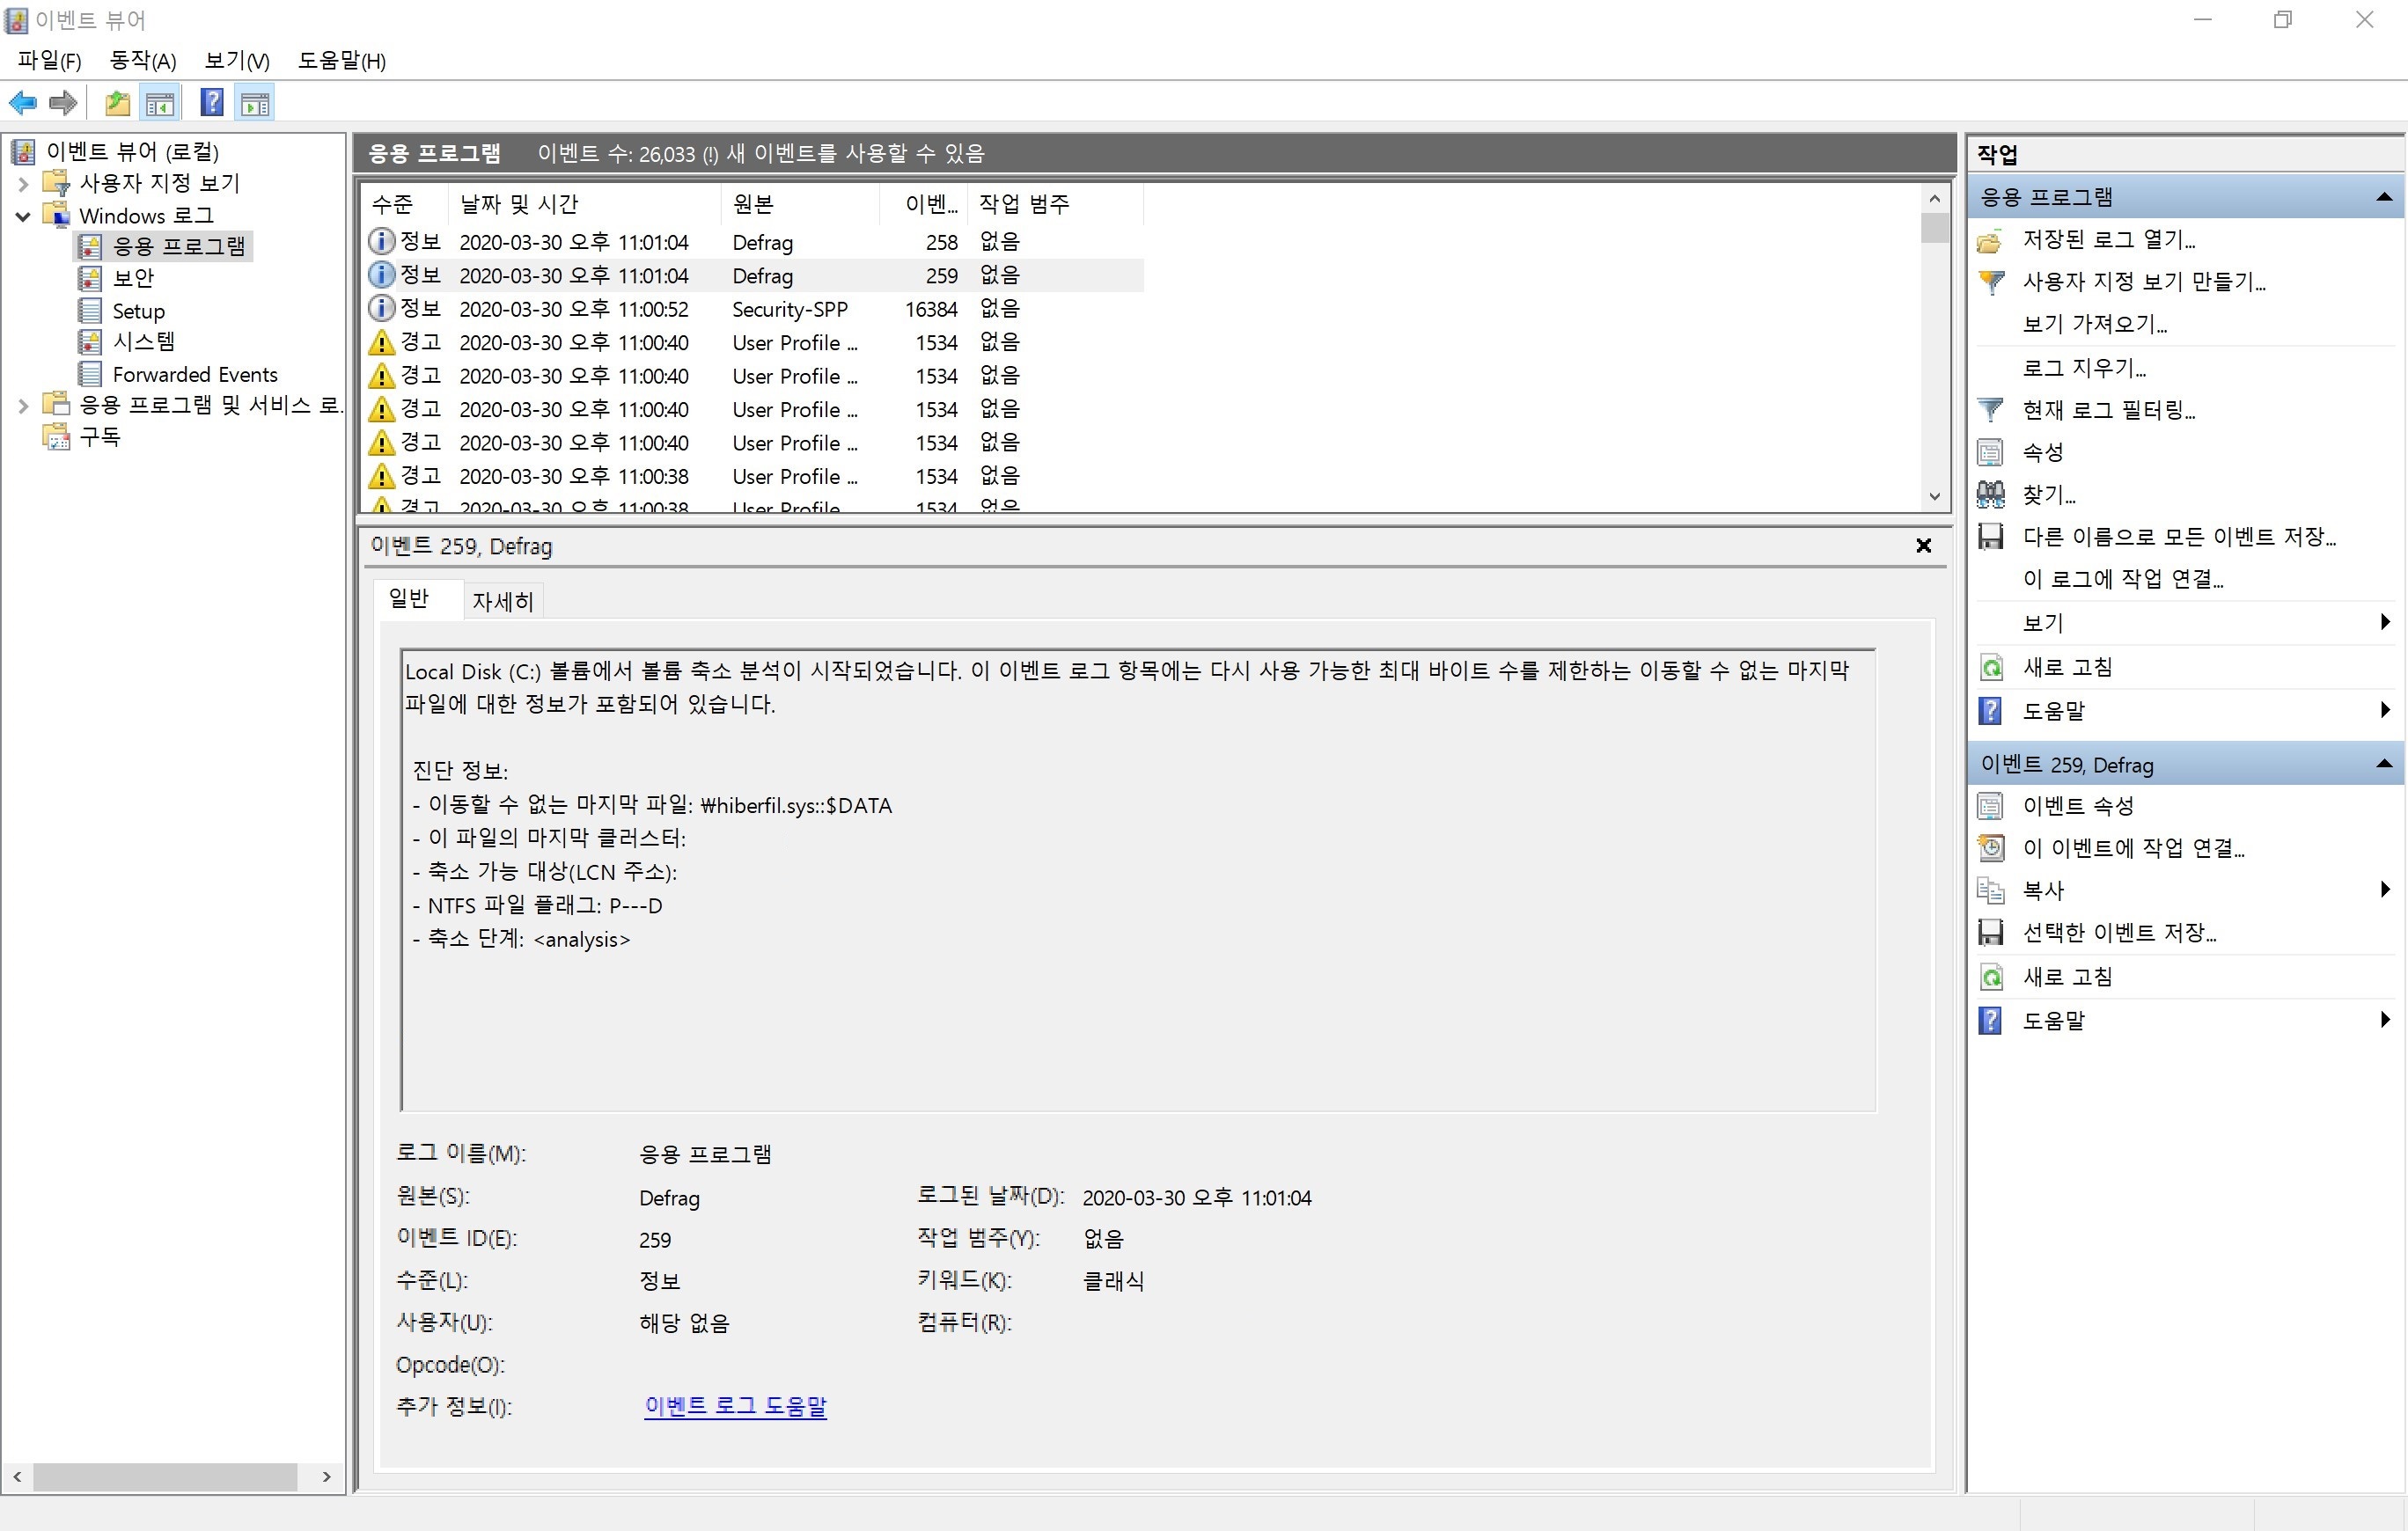 이벤트 뷰어
파일(F) 동작(A) 보기(V) 도움말(H)
이벤트 뷰어 (로컬)
사용자 지정 보기
Windows 로그
응용 프로그램
보안
Setup
시스템
Forwarded Events
응용 프로그램 및 서비스 로
구독
응용 프로그램 이벤트 수: 26,033 (!) 새 이벤트를 사용할 수 있음
수준 날짜 및 시간 원본 이벤... 작업 범주
정보 2020-03-30 오후 11:01:04 Defrag 258 없음
정보 2020-03-30 오후 11:01:04 Defrag 259 없음
정보 2020-03-30 오후 11:00:52 Security-SPP 16384 없음
경고 2020-03-30 오후 11:00:40 User Profile ... 1534 없음
경고 2020-03-30 오후 11:00:40 User Profile ... 1534 없음
경고 2020-03-30 오후 11:00:40 User Profile ... 1534 없음
경고 2020-03-30 오후 11:00:40 User Profile ... 1534 없음
경고 2020-03-30 오후 11:00:38 User Profile ... 1534 없음
경고 2020-03-30 오후 11:00:38 User Profile 1534 없음
이벤트 259, Defrag
일반 자세히
Local Disk (C:) 볼륨에서 볼륨 축소 분석이 시작되었습니다. 이 이벤트 로그 항목에는 다시 사용 가능한 최대 바이트 수를 제한하는 이동할 수 없는 마지막
파일에 대한 정보가 포함되어 있습니다.
진단 정보:
- 이동할 수 없는 마지막 파일: ₩hiberfil.sys::$DATA
- 이 파일의 마지막 클러스터:
- 축소 가능 대상(LCN 주소):
- NTFS 파일 플래그: P---D
- 축소 단계: <analysis>
로그 이름(M): 응용 프로그램
원본(S): Defrag 로그된 날짜(D): 2020-03-30 오후 11:01:04
이벤트 ID(E): 259 작업 범주(Y): 없음
수준(L): 정보 키워드(K): 클래식
사용자(U): 해당 없음 컴퓨터(R):
Opcode(O):
추가 정보(I): 이벤트 로그 도움말
작업
응용 프로그램
저장된 로그 열기...
사용자 지정 보기 만들기...
보기 가져오기...
로그 지우기...
현재 로그 필터링...
속성
찾기...
다른 이름으로 모든 이벤트 저장...
이 로그에 작업 연결...
보기
새로 고침
도움말
이벤트 259, Defrag
이벤트 속성
이 이벤트에 작업 연결...
복사
선택한 이벤트 저장...
새로 고침
도움말